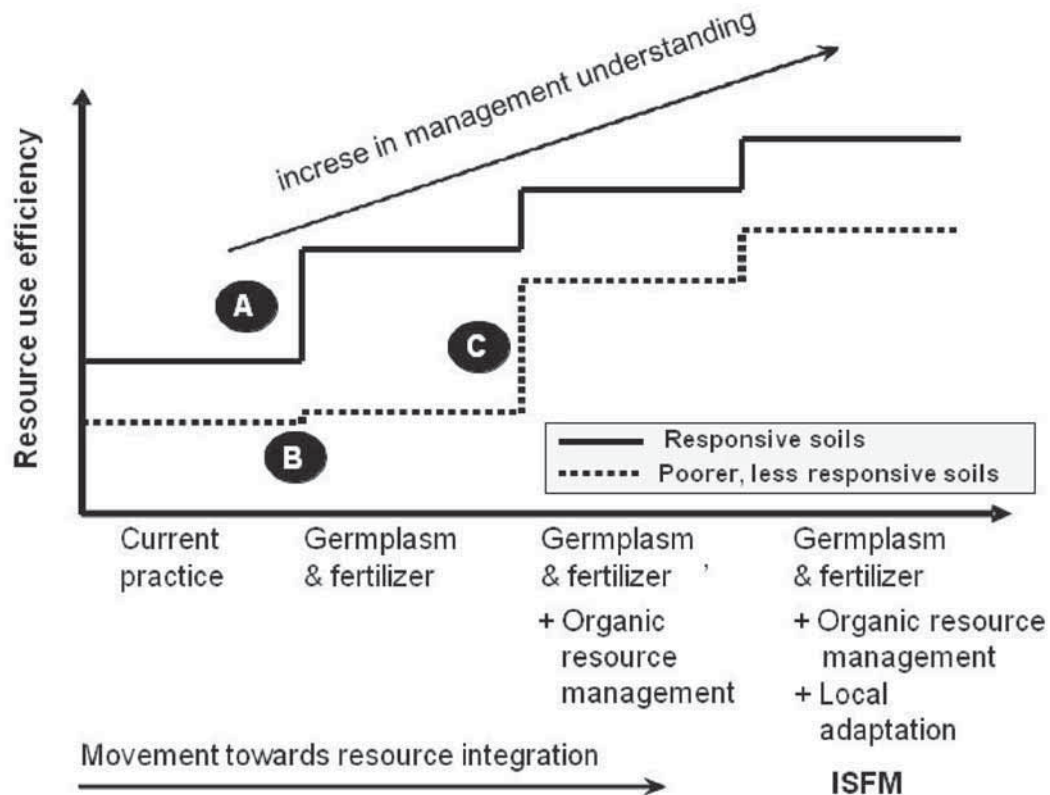 increse in management understanding
Resource use efficiency
A
C
B
Responsive soils
Poorer, less responsive soils
Current
practice
Germplasm
& fertilizer
Germplasm
& fertilizer ’
+ Organic
resource
management
Germplasm
& fertilizer
+ Organic resource
management
+ Local
adaptation
Movement towards resource integration
ISFM